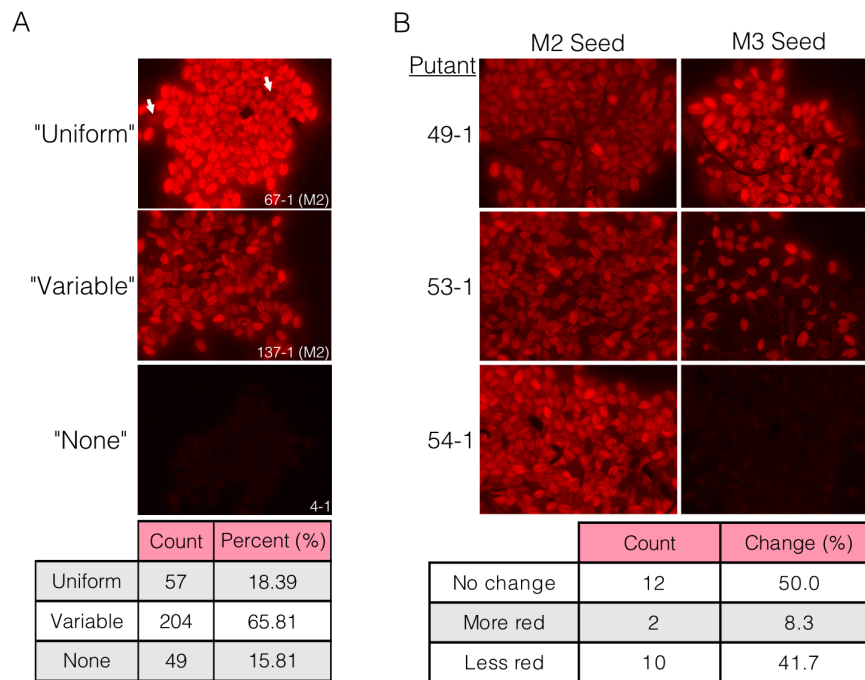 A
"Uniform"
67-1 (M2)
"Variable"
137-1 (M2)
"None"
4-1
Count Percent (%)
Uniform 57 18.39
Variable 204 65.81
None 49 15.81
B
M2 Seed M3 Seed
Putant
49-1
53-1
54-1
Count Change (%)
No change 12 50.0
More red 2 8.3
Less red 10 41.7